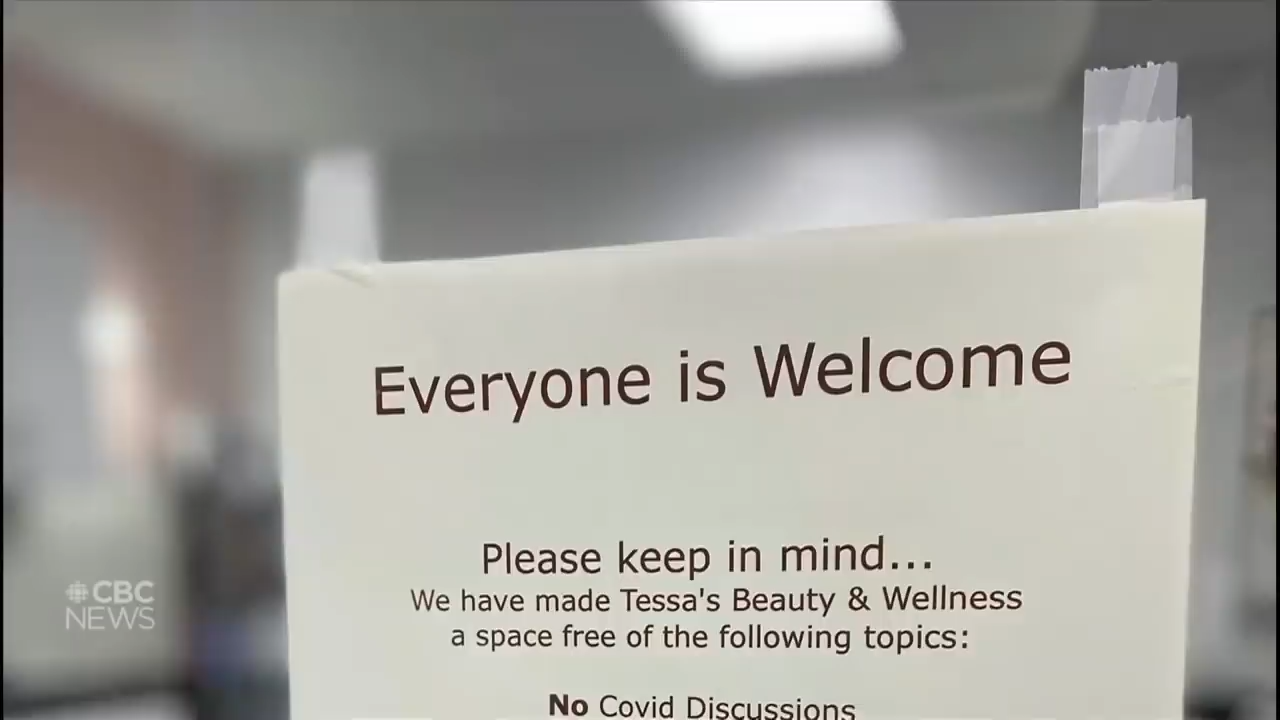 Everyone is Welcome
Please keep in mind...
We have made Tessa's Beauty & Wellness
a space free of the following topics:
No Covid Discussions
CBC
NEWS